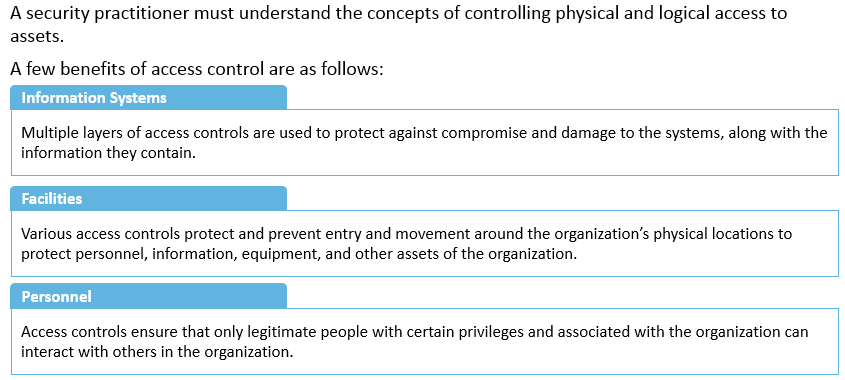 A security practitioner must understand the concepts of controlling physical and logical access to
assets.
A few benefits of access control are as follows:
Information Systems
Multiple layers of access controls are used to protect against compromise and damage to the systems, along with the
information they contain.
Facilities
Various access controls protect and prevent entry and movement around the organization’s physical locations to
protect personnel, information, equipment, and other assets of the organization.
Personnel
Access controls ensure that only legitimate people with certain privileges and associated with the organization can
interact with others in the organization.